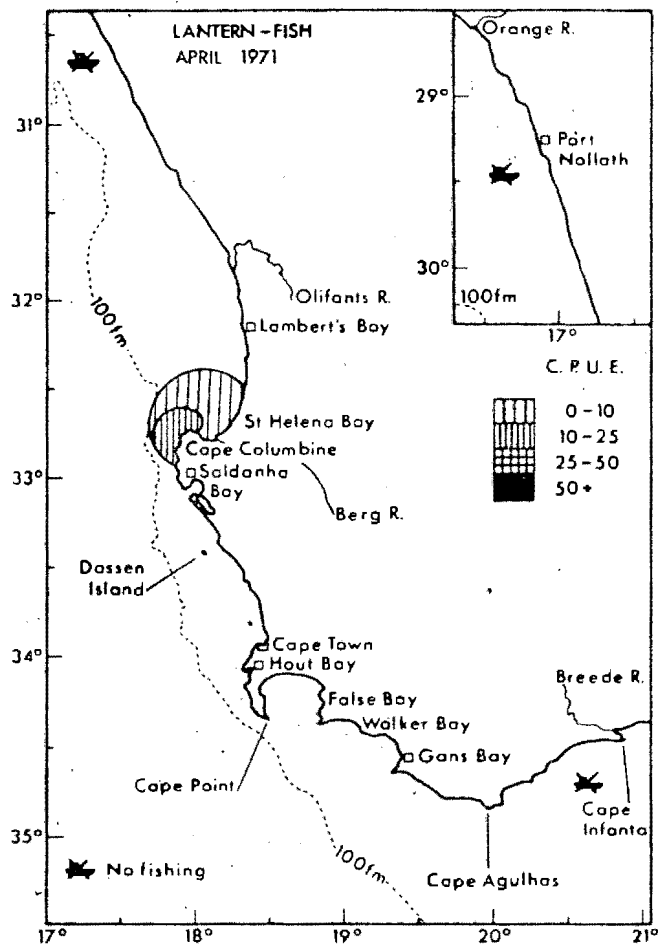 LANTERN-FISH
APRIL 1971
Orange R.
29°
Port
Nollath
30°
100fm
17°
31°
Olifants R.
32°
100fm
Lambert's Bay
C. P. U. E.
0-10
10-25
25-50
50+
St Helena Bay
Cape Columbine
33°
Saldanha
Bay
Berg R.
Dassen
Island
34°
Cape Town
Hout Bay
Breede R.
False Bay
Walker Bay
Gans Bay
Cape Point
Cape
Infanta
35°
100fm
No fishing
Cape Agulhas
17°
18°
19°
20°
21°